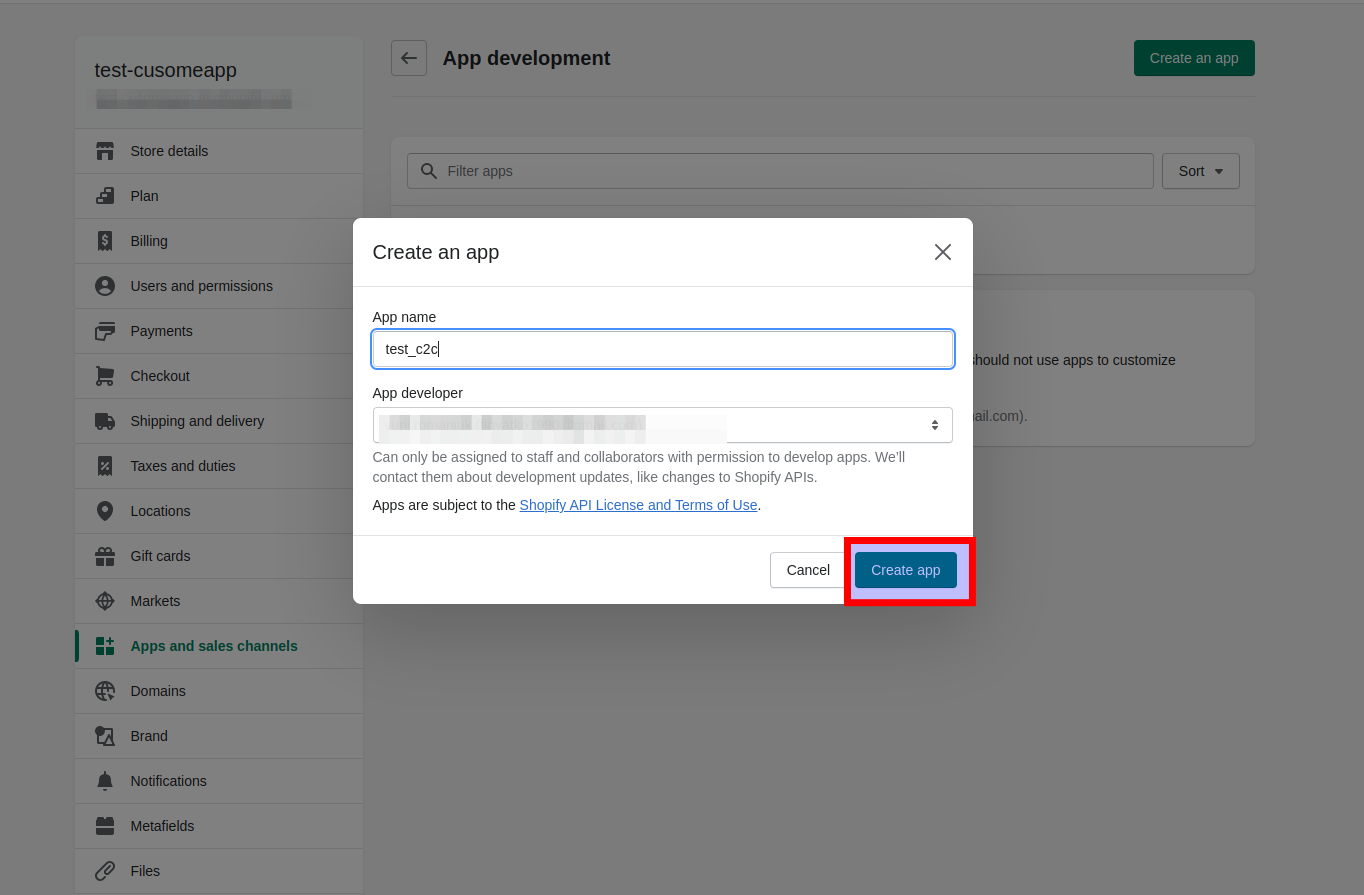 test-cusomeapp
Store details
Plan
Billing
Users and permissions
Payments
Checkout
Shipping and delivery
Taxes and duties
Locations
Gift cards
Markets
Apps and sales channels
Domains
Brand
Notifications
Metafields
Files
App development
Create an app
Filter apps
Sort
should not use apps to customize
ail.com).
Create an app
App name
test_c2c
App developer
Can only be assigned to staff and collaborators with permission to develop apps. We'll
contact them about development updates, like changes to Shopify APIs.
Apps are subject to the Shopify API License and Terms of Use.
Cancel
Create app